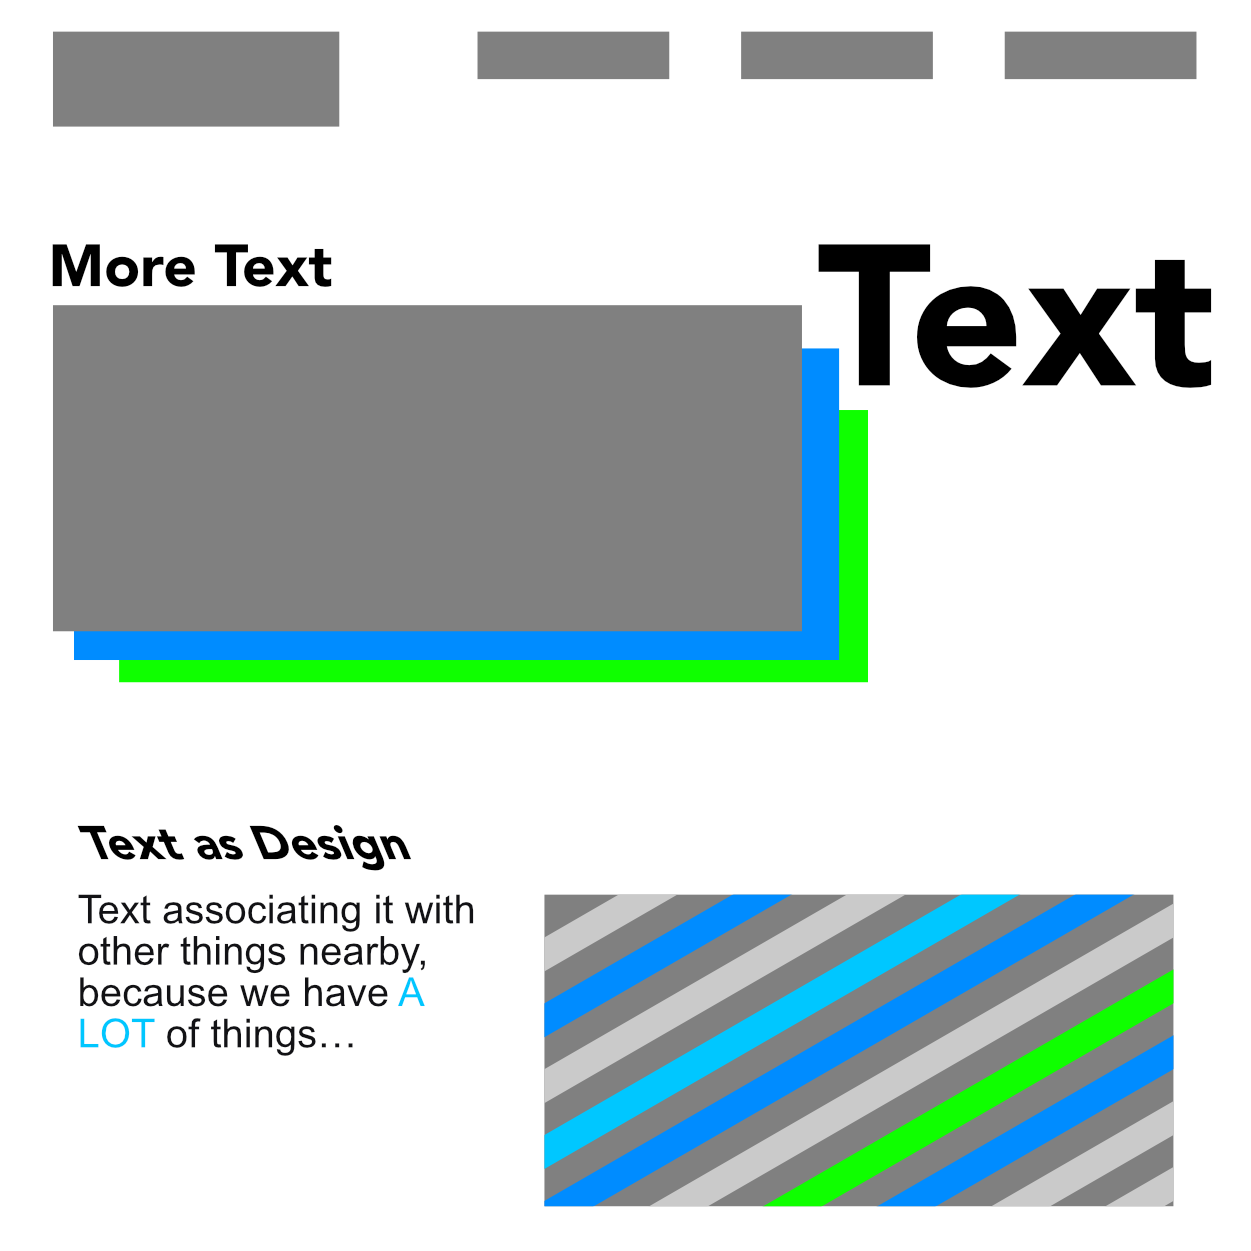 More Text
Text
Text as Design
Text associating it with
other things nearby,
because we have A
LOT of things…